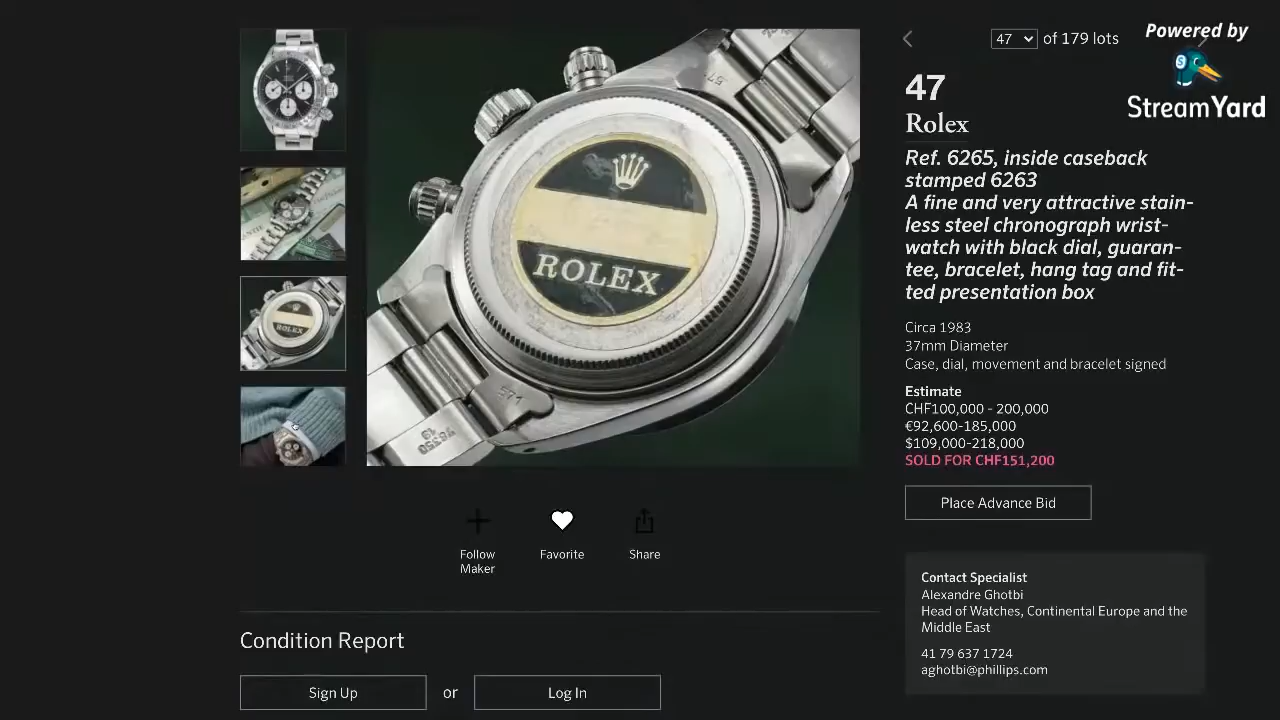 47 of 179 lots
Powered by
StreamYard
47
Rolex
Ref. 6265, inside caseback
stamped 6263
A fine and very attractive stain-
less steel chronograph wrist-
watch with black dial, guaran-
tee, bracelet, hang tag and fit-
ted presentation box
Circa 1983
37mm Diameter
Case, dial, movement and bracelet signed
Estimate
CHF100,000 - 200,000
€92,600-185,000
$109,000-218,000
SOLD FOR CHF151,200
Place Advance Bid
Contact Specialist
Alexandre Ghotbi
Head of Watches, Continental Europe and the
Middle East
41 79 637 1724
aghotbi@phillips.com
ROLEX
571
78350
19
Follow
Maker
Favorite
Share
Condition Report
Sign Up
or
Log In